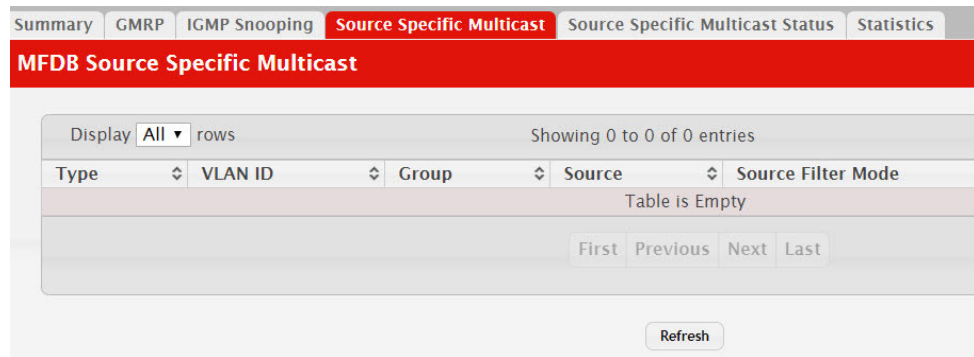 Summary GMRP IGMP Snooping Source Specific Multicast Source Specific Multicast Status Statistics
MFDB Source Specific Multicast
Display All rows Showing 0 to 0 of 0 entries
Type VLAN ID Group Source Source Filter Mode
Table is Empty
First Previous Next Last
Refresh